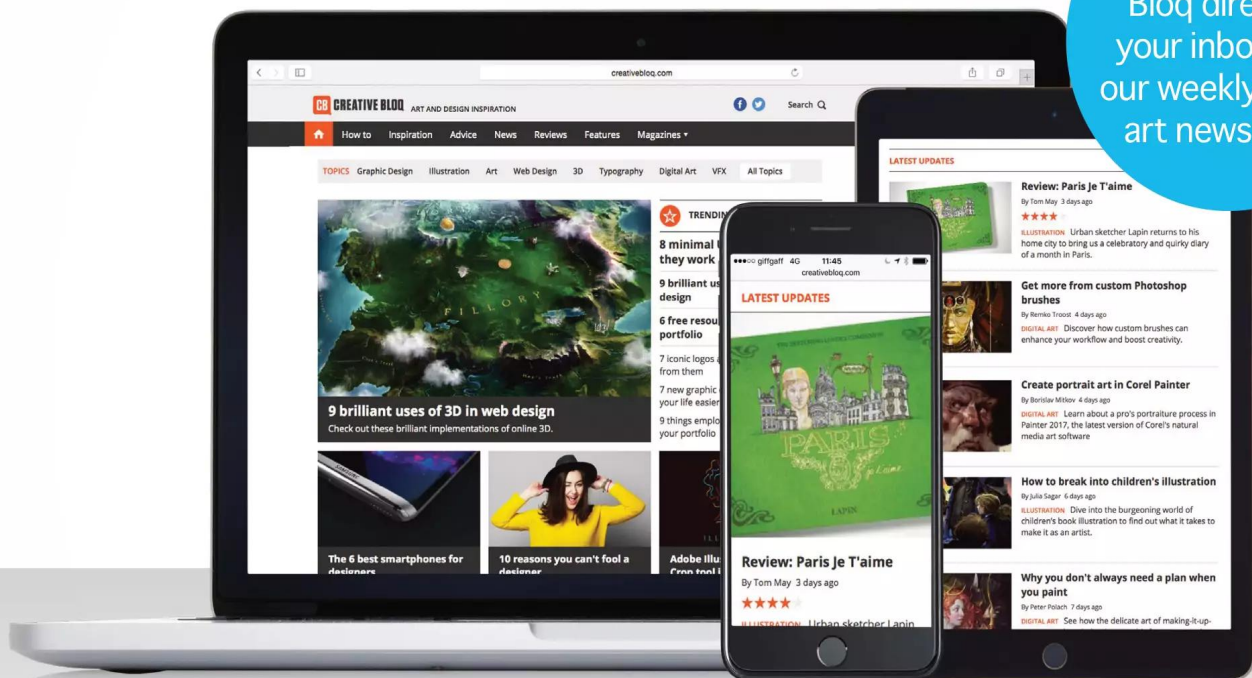 Bloq
your
our weekly
art news
creativebloq.com
CB CREATIVE BLOQ ART AND DESIGN INSPIRATION
Search
How to Inspiration Advice News Reviews Features Magazines
TOPICS Graphic Design Illustration Art Web Design 3D Typography Digital Art VFX All Topics
FILLORY
9 brilliant uses of 3D in web design
Check out these brilliant implementations of online 3D.
TRENDIN
8 minimal
they work
9 brilliant us
design
6 free resou
portfolio
7 iconic logos
from them
7 new graphic
your life easier
9 things emplo
your portfolio
SAMSUNG
The 6 best smartphones for
designers
10 reasons you can't fool a
designer
Adobe Illu
Crop tool
giffgaff 4G 11:45
creativebloq.com
LATEST UPDATES
PARIS
je t'aime
LAPIN
Review: Paris Je T'aime
By Tom May 3 days ago
ILLUSTRATION Urban sketcher Lapin
LATEST UPDATES
Review: Paris Je T'aime
By Tom May 3 days ago
ILLUSTRATION Urban sketcher Lapin returns to his
home city to bring us a celebratory and quirky diary
of a month in Paris.
Get more from custom Photoshop
brushes
By Remko Troost 4 days ago
DIGITAL ART Discover how custom brushes can
enhance your workflow and boost creativity.
Create portrait art in Corel Painter
By Borislav Mitkov 4 days ago
DIGITAL ART Learn about a pro's portraiture process in
Painter 2017, the latest version of Corel's natural
media art software
How to break into children's illustration
By Julia Sagar 6 days ago
ILLUSTRATION Dive into the burgeoning world of
children's book illustration to find out what it takes to
make it as an artist.
Why you don't always need a plan when
you paint
By Peter Polach 7 days ago
DIGITAL ART See how the delicate art of making-it-up-